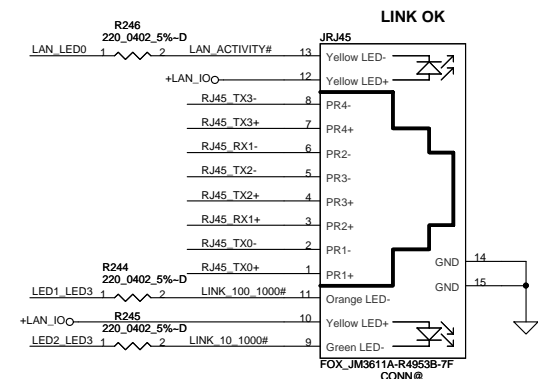 LINK OK
R246
220_0402_5%~D
JRJ45
LAN_LED0 1 2 LAN_ACTIVITY# 13 Yellow LED-
+LAN_IO 12 Yellow LED+
RJ45_TX3- 8 PR4-
RJ45_TX3+ 7 PR4+
RJ45_RX1- 6 PR2-
RJ45_TX2- 5 PR3-
RJ45_TX2+ 4 PR3+
RJ45_RX1+ 3 PR2+
RJ45_TX0- 2 PR1-
GND 14
R244
220_0402_5%~D
RJ45_TX0+ 1 PR1+
GND 15
LED1_LED3 1 2 LINK_100_1000# 11 Orange LED-
+LAN_IO 10 Yellow LED+
R245
220_0402_5%~D
LED2_LED3 1 2 LINK_10_1000# 9 Green LED-
FOX_JM3611A-R4953B-7F
CONN@